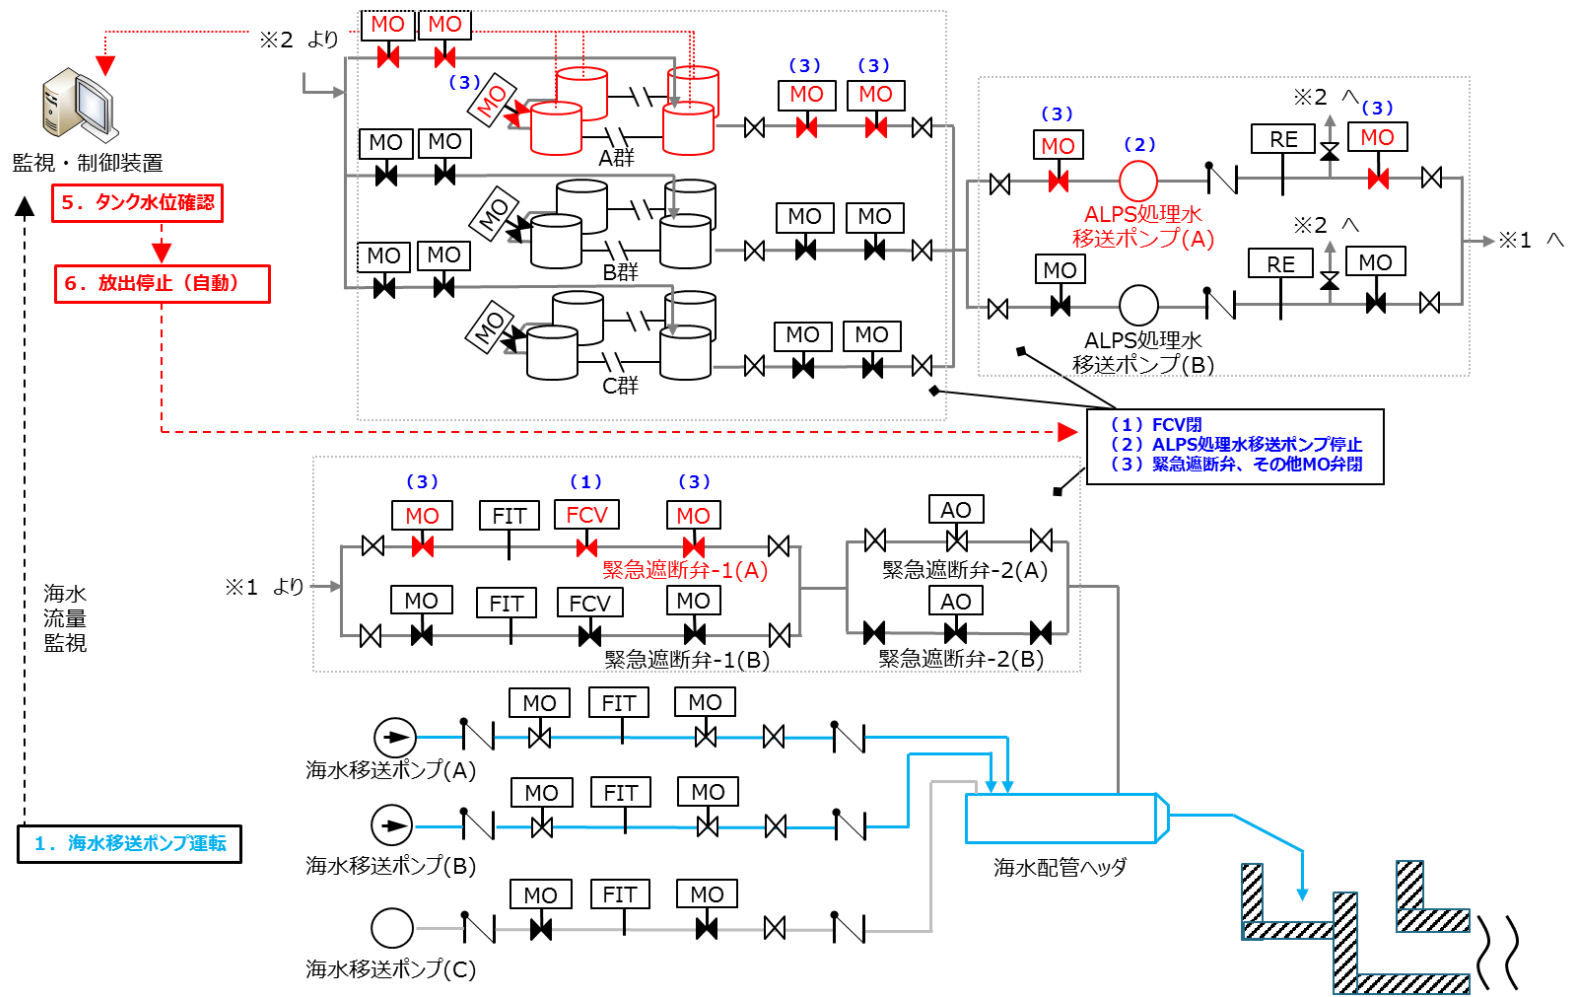 MO MO
※2 より
(3) MO
(3) (3)
MO MO
A群
監視・制御装置
MO MO
5. タンク水位確認
MO
MO MO
B群
MO MO
6. 放出停止（自動）
MO
MO MO
C群
※2 へ
(3) (2) (3)
MO RE MO
ALPS処理水
移送ポンプ(A)
※2 へ
※1 へ
MO RE MO
ALPS処理水
移送ポンプ(B)
（1）FCV閉
（2）ALPS処理水移送ポンプ停止
（3）緊急遮断弁、その他MO弁閉
(3) (1) (3)
MO FIT FCV MO AO
緊急遮断弁-1(A) 緊急遮断弁-2(A)
※1 より
MO FIT FCV MO AO
緊急遮断弁-1(B) 緊急遮断弁-2(B)
海水
流量
監視
MO FIT MO
海水移送ポンプ(A)
MO FIT MO
1. 海水移送ポンプ運転
海水移送ポンプ(B)
海水配管ヘッダ
MO FIT MO
海水移送ポンプ(C)